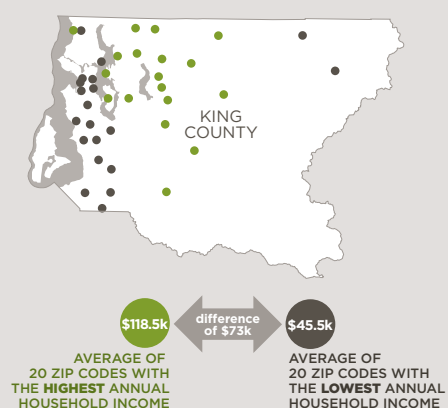 KING
COUNTY
$118.5k
difference
of $73k
$45.5k
AVERAGE OF
20 ZIP CODES WITH
THE HIGHEST ANNUAL
HOUSEHOLD INCOME
AVERAGE OF
20 ZIP CODES WITH
THE LOWEST ANNUAL
HOUSEHOLD INCOME